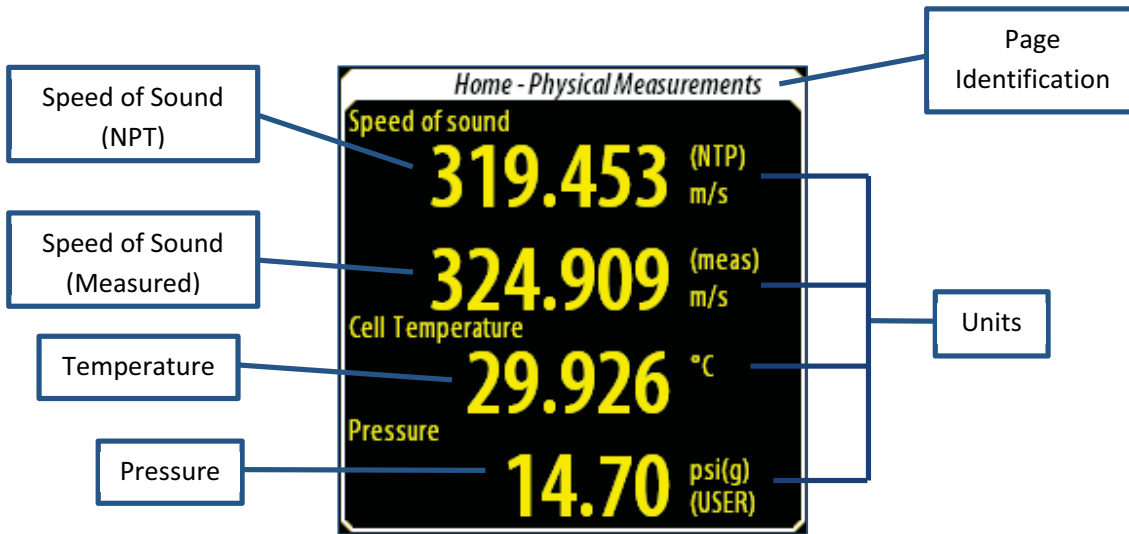 Page
Identification
Home - Physical Measurements
Speed of Sound
(NPT)
Speed of sound
319.453 (NTP)
m/s
Speed of Sound
(Measured)
324.909 (meas)
m/s
Units
Cell Temperature
Temperature
29.926 °C
Pressure
Pressure
14.70 psi(g)
(USER)